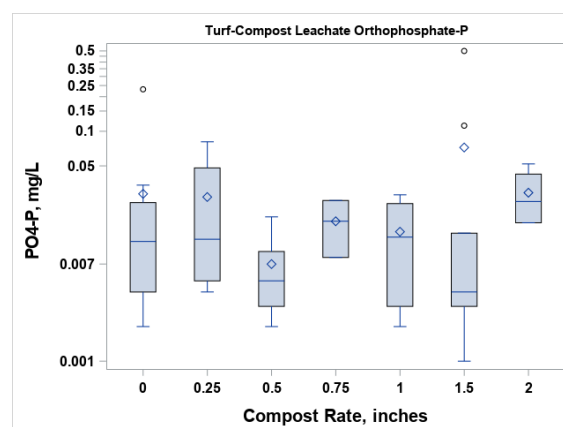 Turf-Compost Leachate Orthophosphate-P
PO4-P, mg/L
0.5
0.35
0.25
0.15
0.1
0.05
0.007
0.001
0 0.25 0.5 0.75 1 1.5 2
Compost Rate, inches